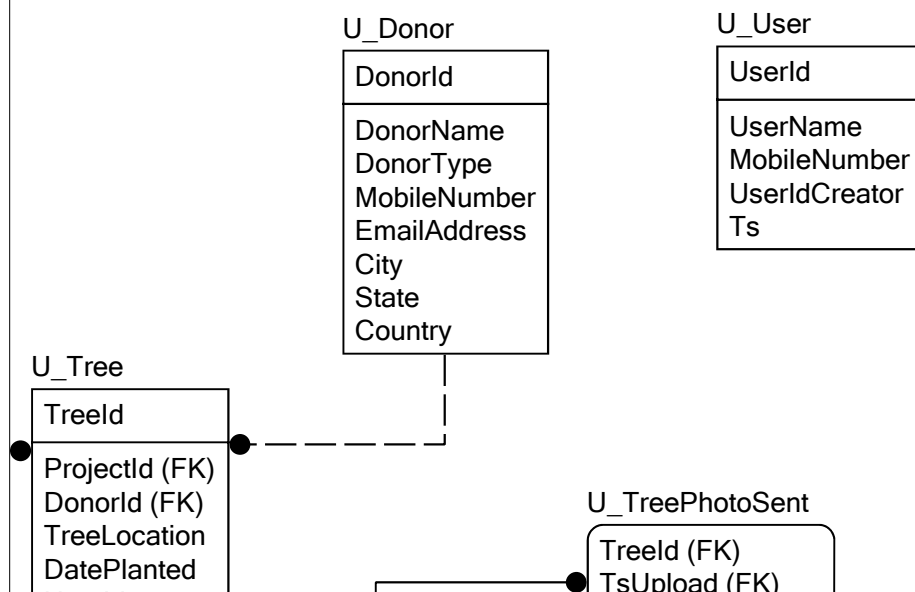 U_Donor
DonorId
DonorName
DonorType
MobileNumber
EmailAddress
City
State
Country
U_User
UserId
UserName
MobileNumber
UserIdCreator
Ts
U_Tree
TreeId
ProjectId (FK)
DonorId (FK)
TreeLocation
DatePlanted
U_TreePhotoSent
TreeId (FK)
TsUpload (FK)